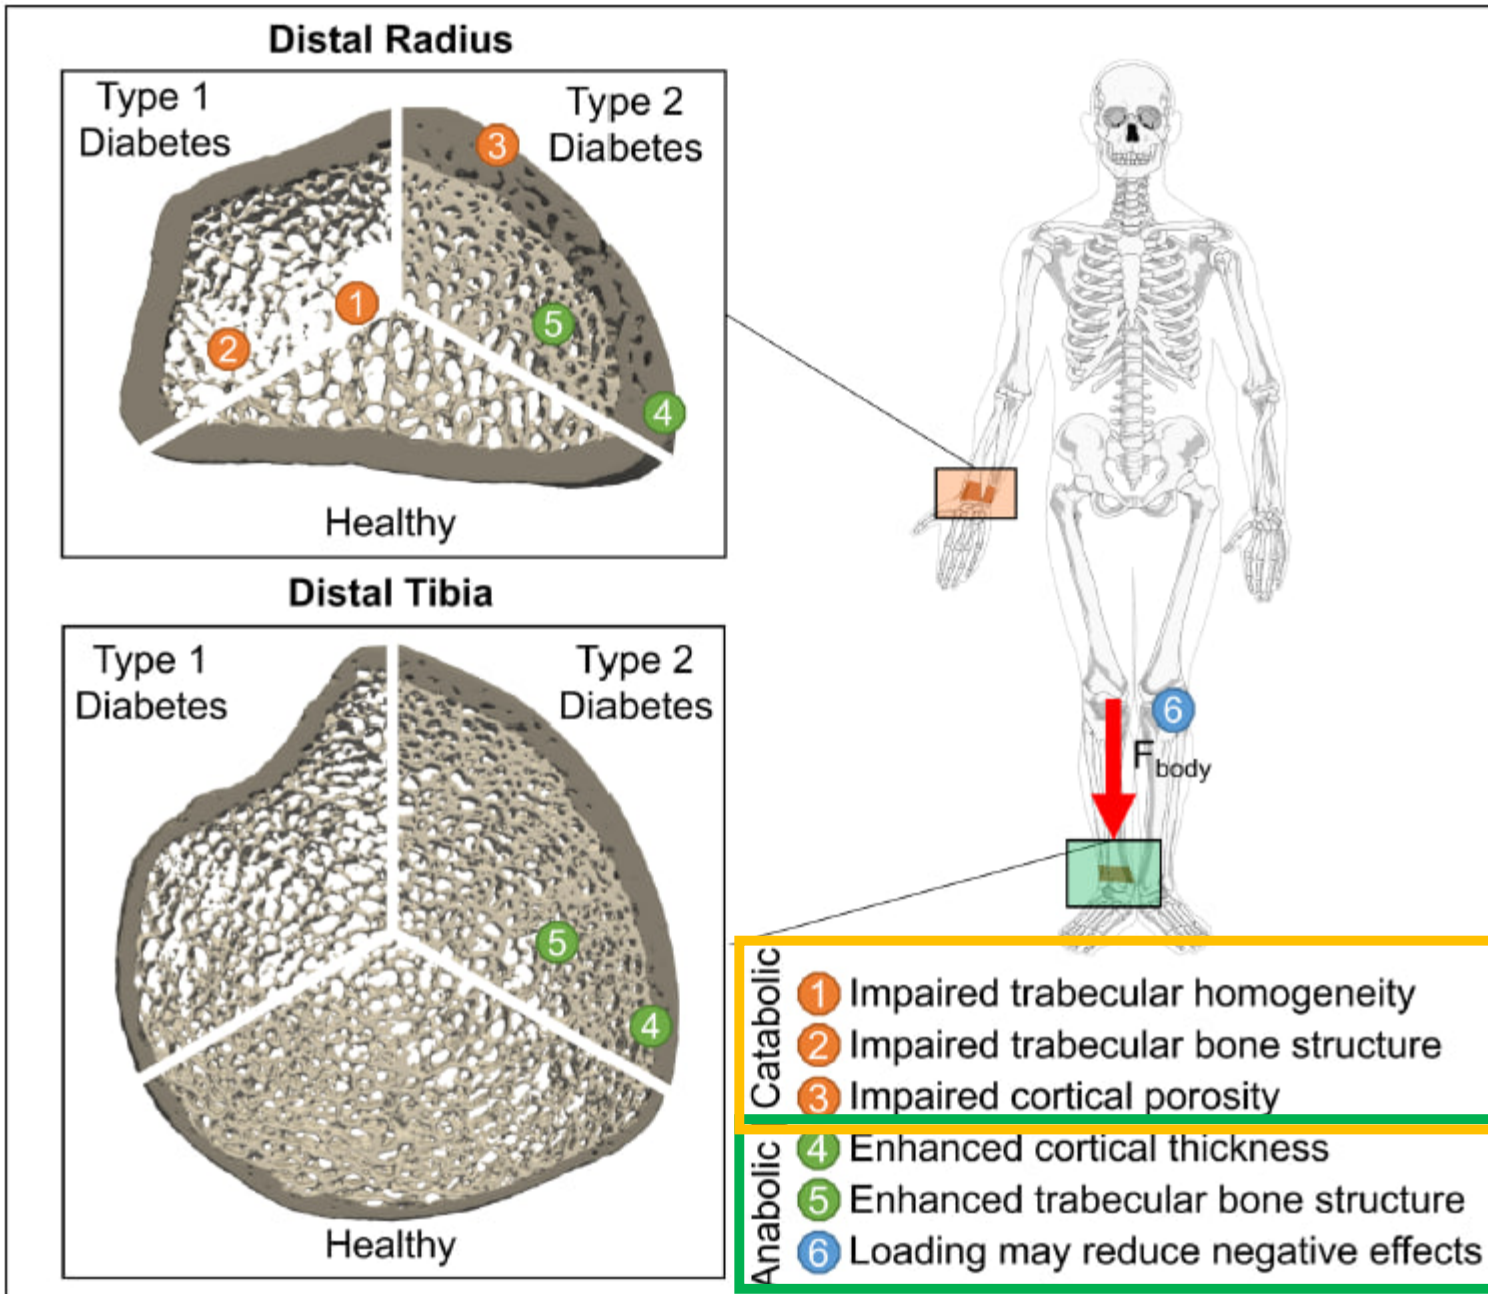 Distal Radius
Type 1
Diabetes
Type 2
Diabetes
3
1
5
2
4
Healthy
Distal Tibia
Type 1
Diabetes
Type 2
Diabetes
5
4
Healthy
6
Fbody
Catabolic
1 Impaired trabecular homogeneity
2 Impaired trabecular bone structure
3 Impaired cortical porosity
Anabolic
4 Enhanced cortical thickness
5 Enhanced trabecular bone structure
6 Loading may reduce negative effects